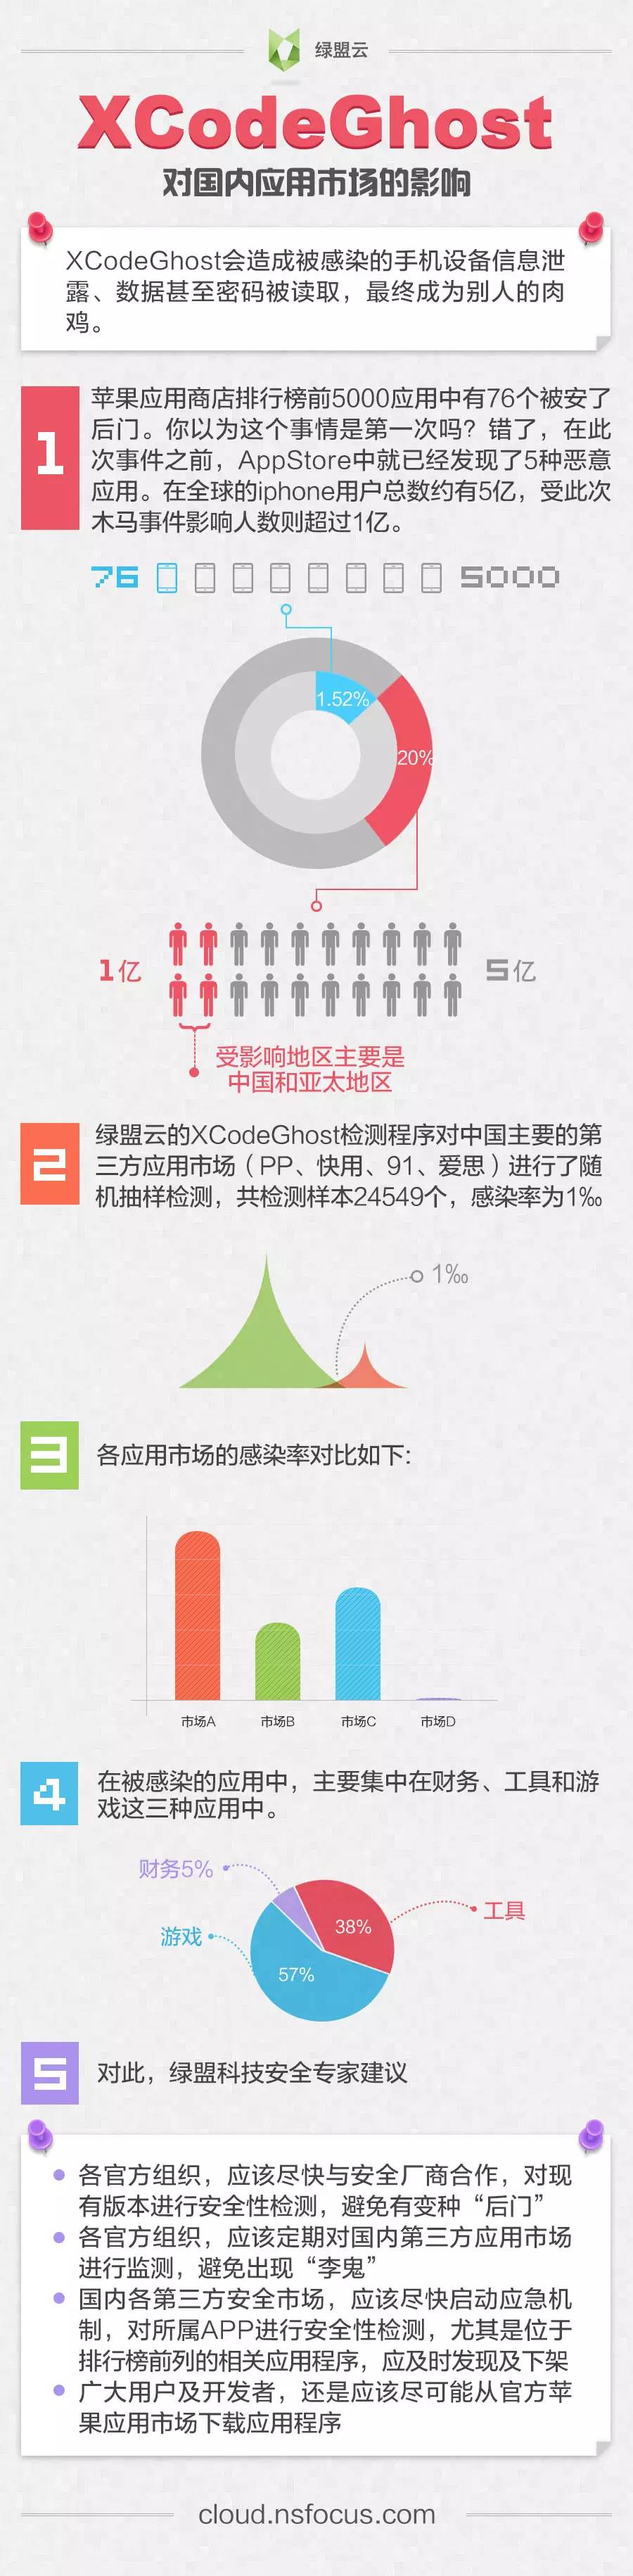 绿盟云
XCodeGhost
对国内应用市场的影响
XCodeGhost会造成被感染的手机设备信息泄
露、数据甚至密码被读取，最终成为别人的肉
鸡。
1
苹果应用商店排行榜前5000应用中有76个被安了
后门。你以为这个事情是第一次吗？错了，在此
次事件之前，AppStore中就已经发现了5种恶意
应用。在全球的iphone用户总数约有5亿，受此次
木马事件影响人数则超过1亿。
76
5000
1.52%
20%
1亿
5亿
受影响地区主要是
中国和亚太地区
2
绿盟云的XCodeGhost检测程序对中国主要的第
三方应用市场（PP、快用、91、爱思）进行了随
机抽样检测，共检测样本24549个，感染率为1‰
1‰
3
各应用市场的感染率对比如下:
市场A
市场B
市场C
市场D
4
在被感染的应用中，主要集中在财务、工具和游
戏这三种应用中。
财务5%
工具
38%
游戏
57%
5
对此，绿盟科技安全专家建议
各官方组织，应该尽快与安全厂商合作，对现
有版本进行安全性检测，避免有变种“后门”
各官方组织，应该定期对国内第三方应用市场
进行监测，避免出现“李鬼”
国内各第三方安全市场，应该尽快启动应急机
制，对所属APP进行安全性检测，尤其是位于
排行榜前列的相关应用程序，应及时发现及下架
广大用户及开发者，还是应该尽可能从官方苹
果应用市场下载应用程序
cloud.nsfocus.com